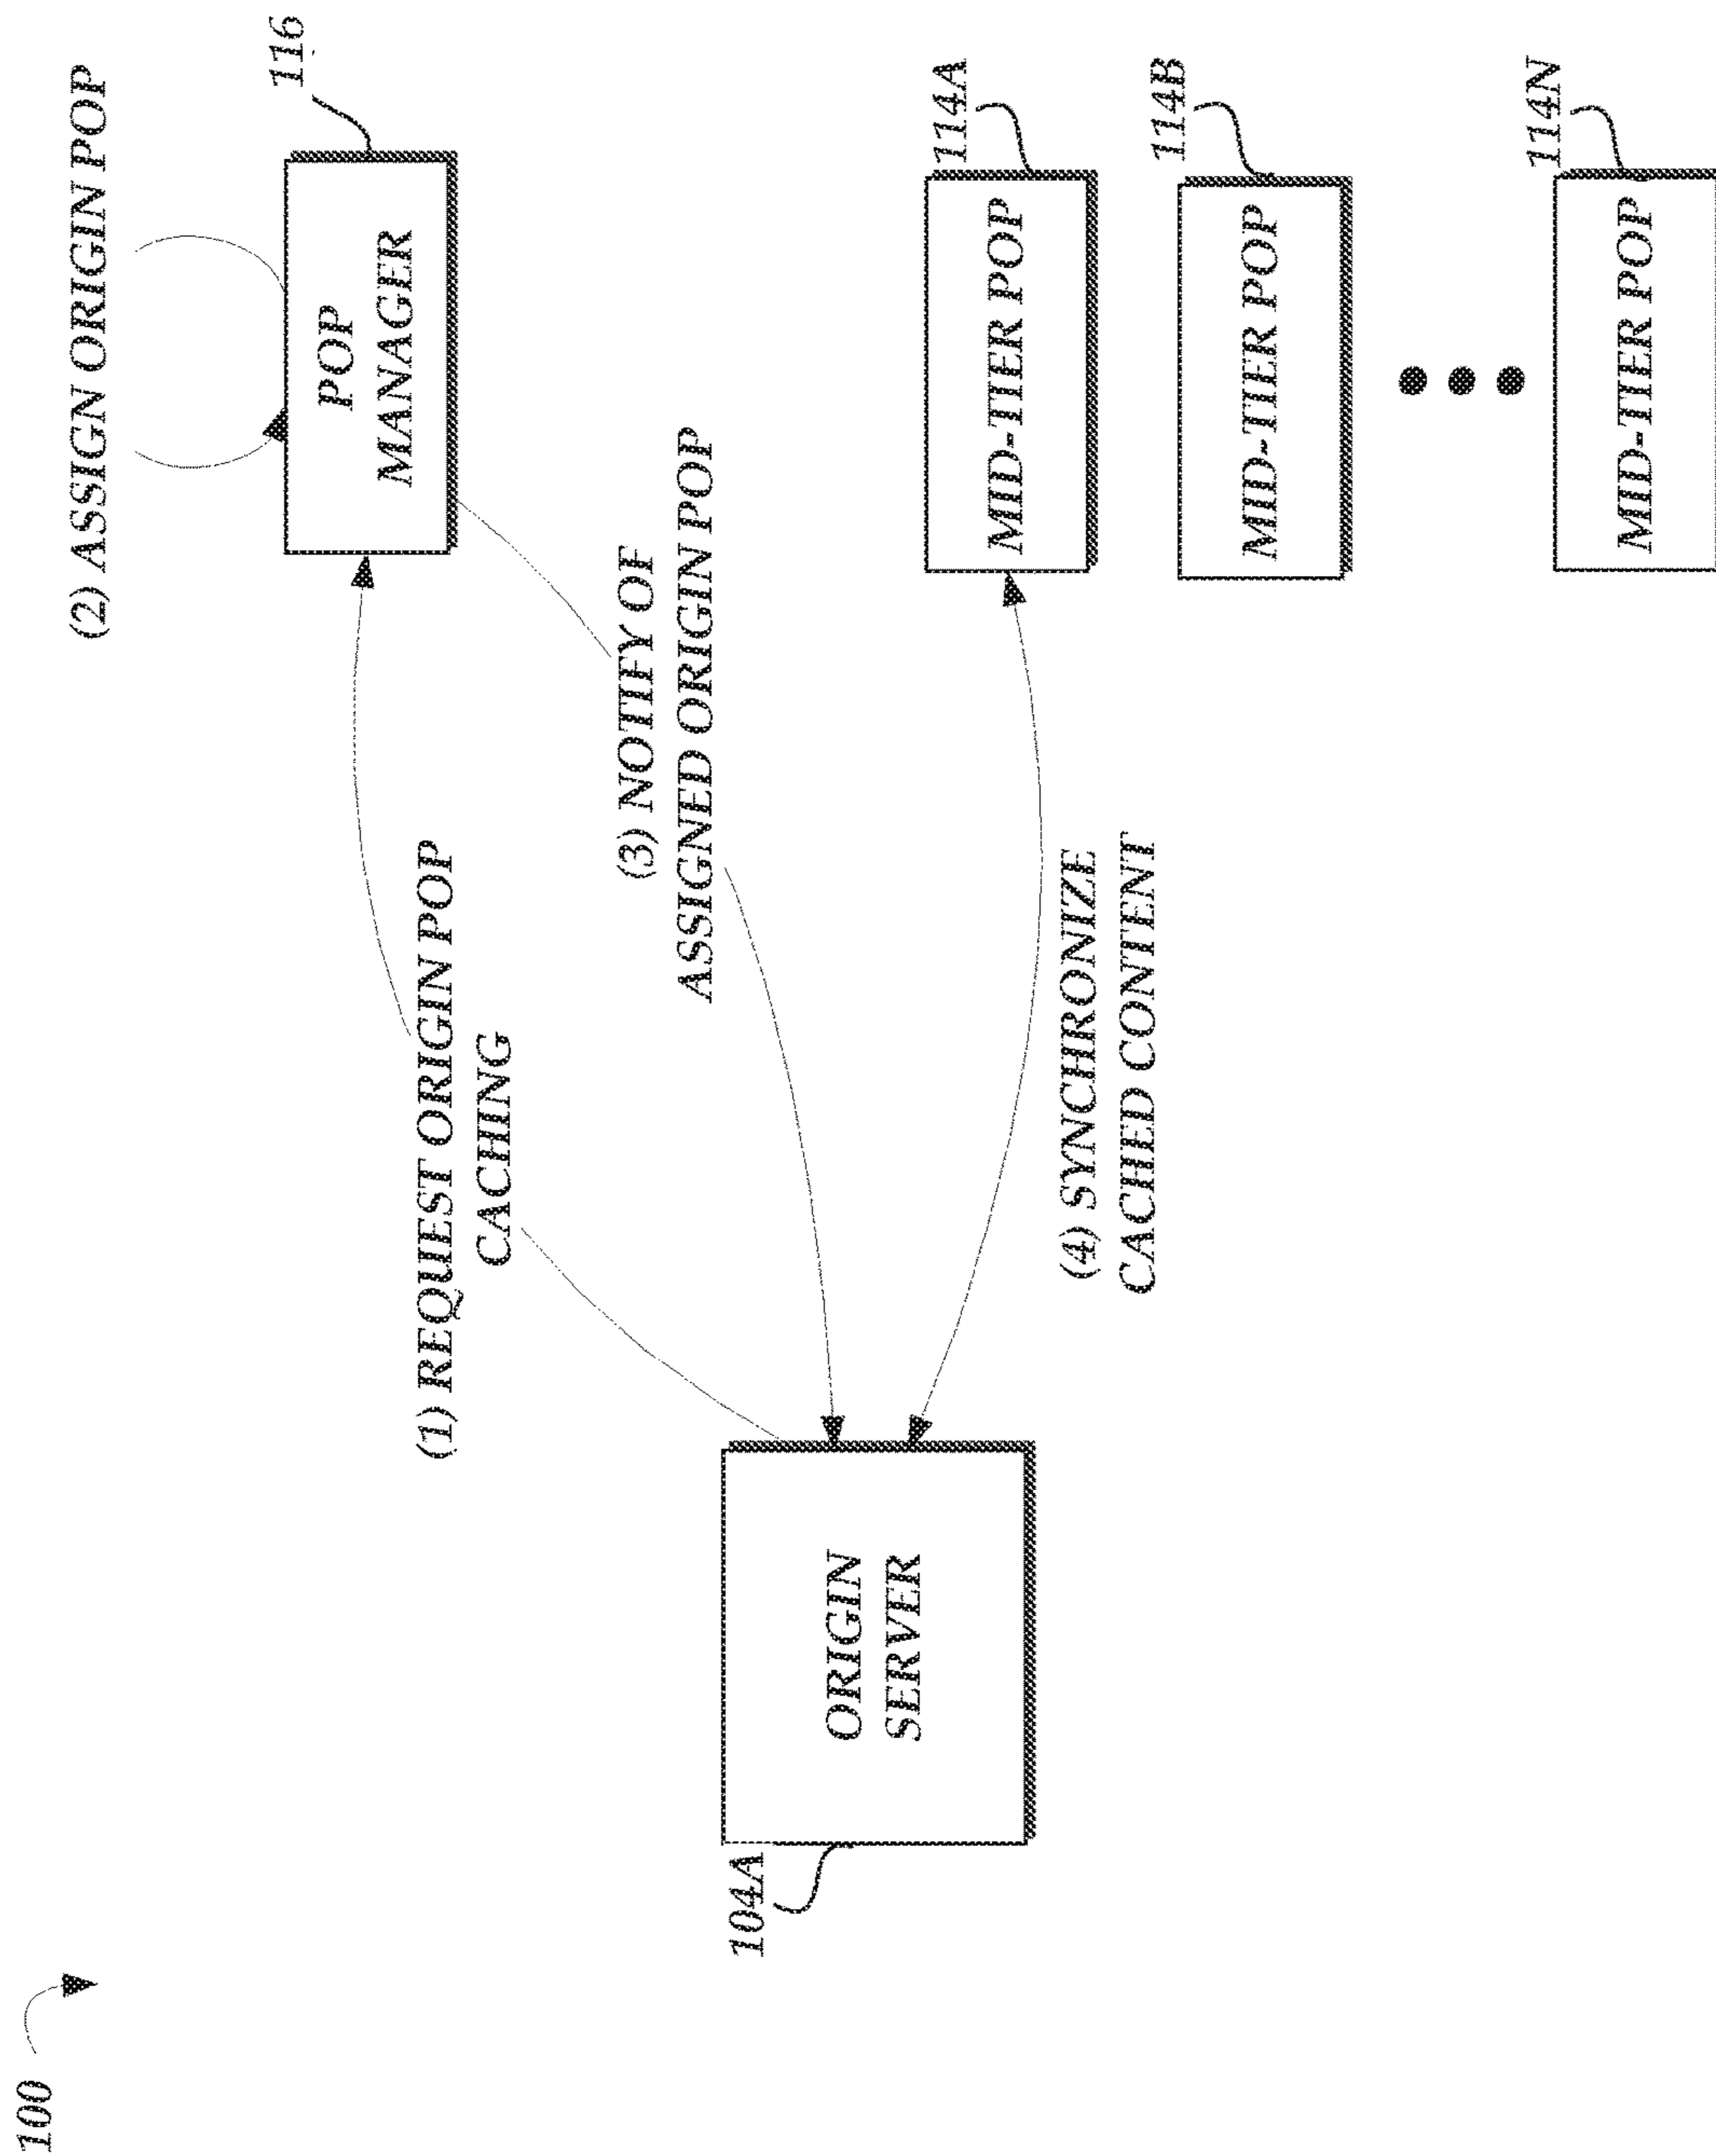 100
(2) ASSIGN ORIGIN POP
116
POP
MANAGER
(1) REQUEST ORIGIN POP
CACHING
(3) NOTIFY OF
ASSIGNED ORIGIN POP
104A
ORIGIN
SERVER
114A
MID-TIER POP
(4) SYNCHRONIZE
CACHED CONTENT
114B
MID-TIER POP
114N
MID-TIER POP